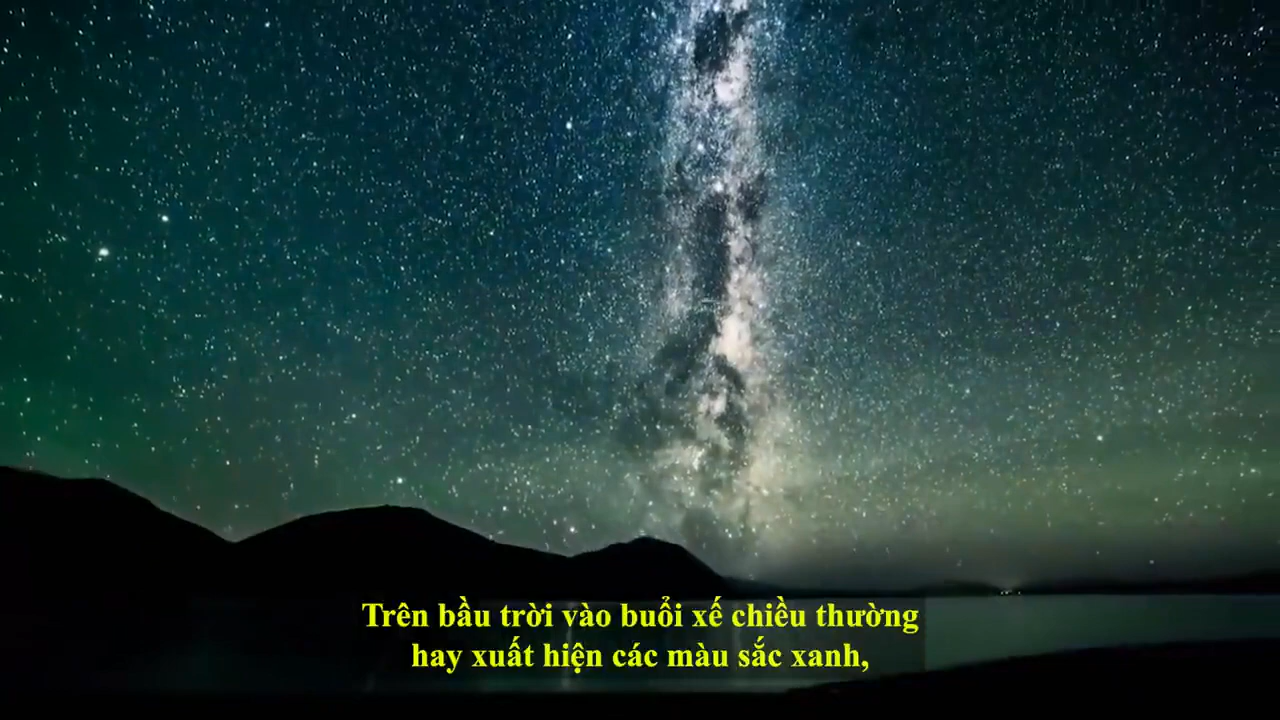 Trên bầu trời vào buổi xế chiều thường
hay xuất hiện các màu sắc xanh,